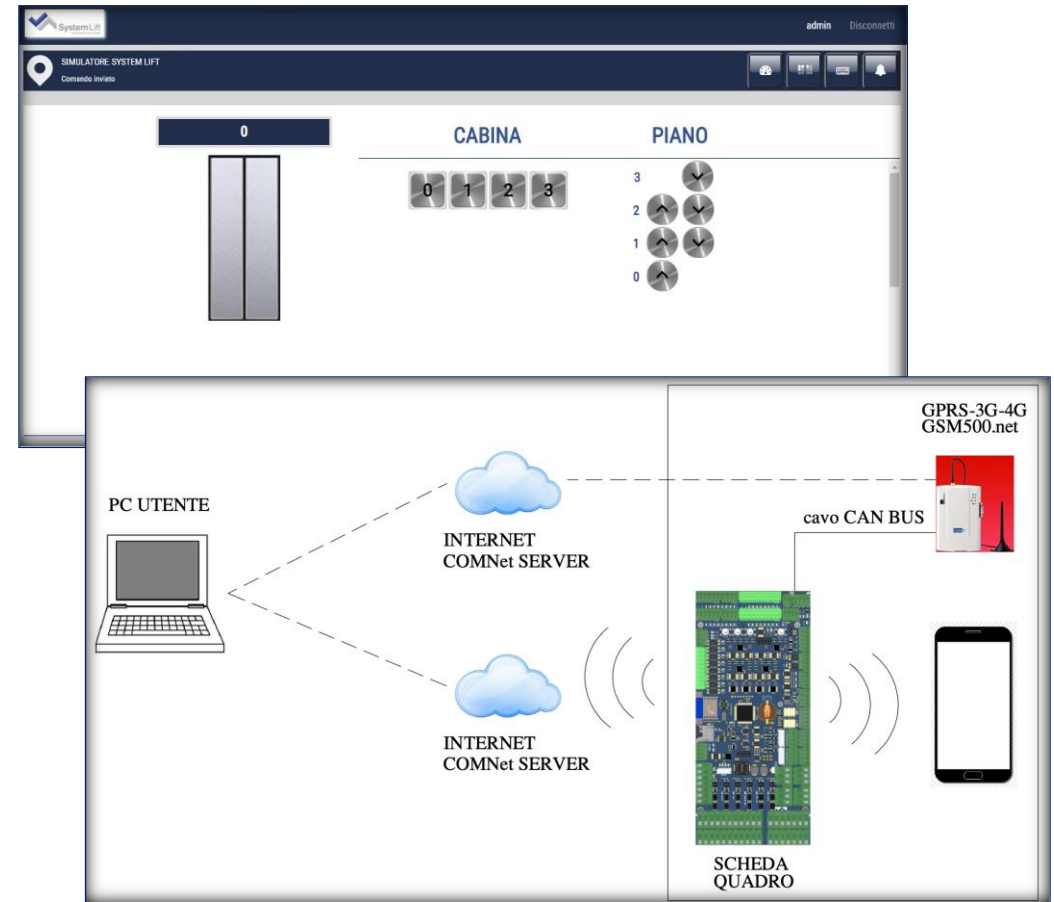 SystemLift
admin Disconnetti
SIMULATORE SYSTEM LIFT
Comando inviato
0
CABINA PIANO
0 1 2 3
3
2
1
0
GPRS-3G-4G
GSM500.net
PC UTENTE
cavo CAN BUS
INTERNET
COMNet SERVER
INTERNET
COMNet SERVER
SCHEDA
QUADRO